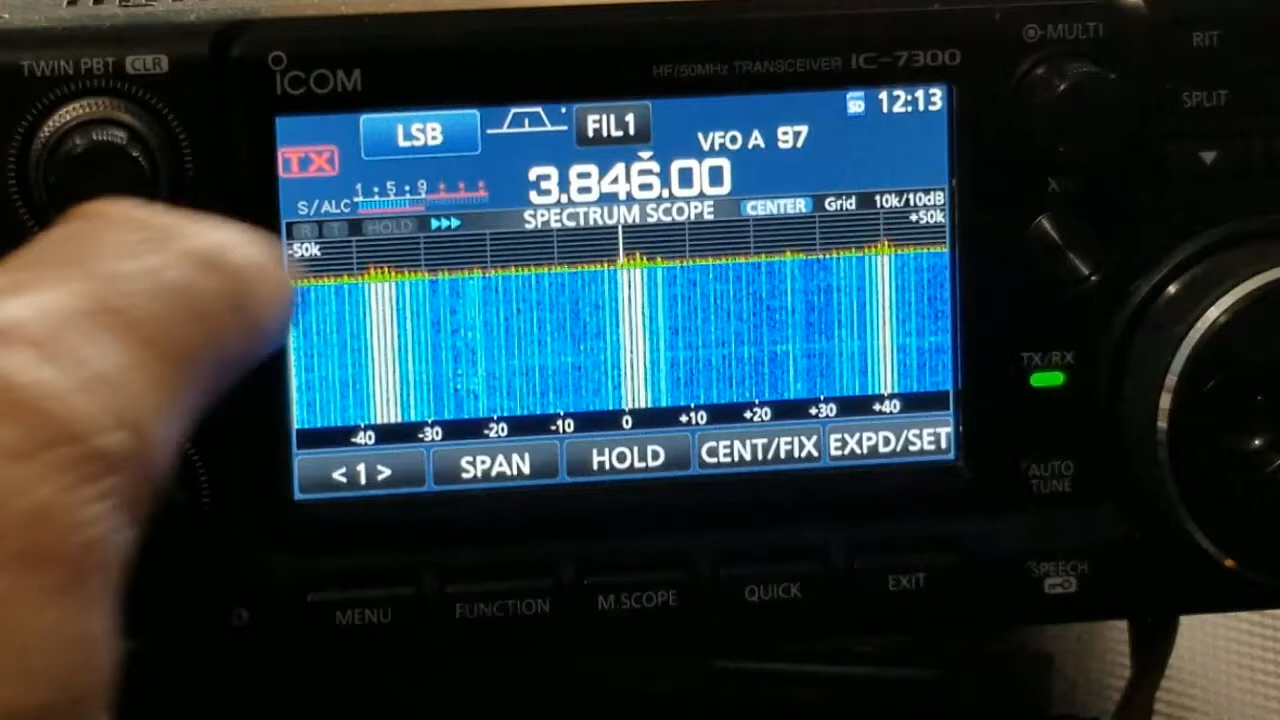 TWIN PBT CLR
ICOM
HF/50MHz TRANSCEIVER IC-7300
MULTI
RIT
SPLIT
TX
LSB
FIL1
VFO A 97
SD
12:13
3.846.00
S/ALC
1 : 5 : 9
R T HOLD
SPECTRUM SCOPE
CENTER Grid 10k/10dB
-50k
+50k
-40 -30 -20 -10 0 +10 +20 +30 +40
< 1 > SPAN HOLD CENT/FIX EXPD/SET
TX/RX
AUTO
TUNE
SPEECH
MENU FUNCTION M.SCOPE QUICK EXIT